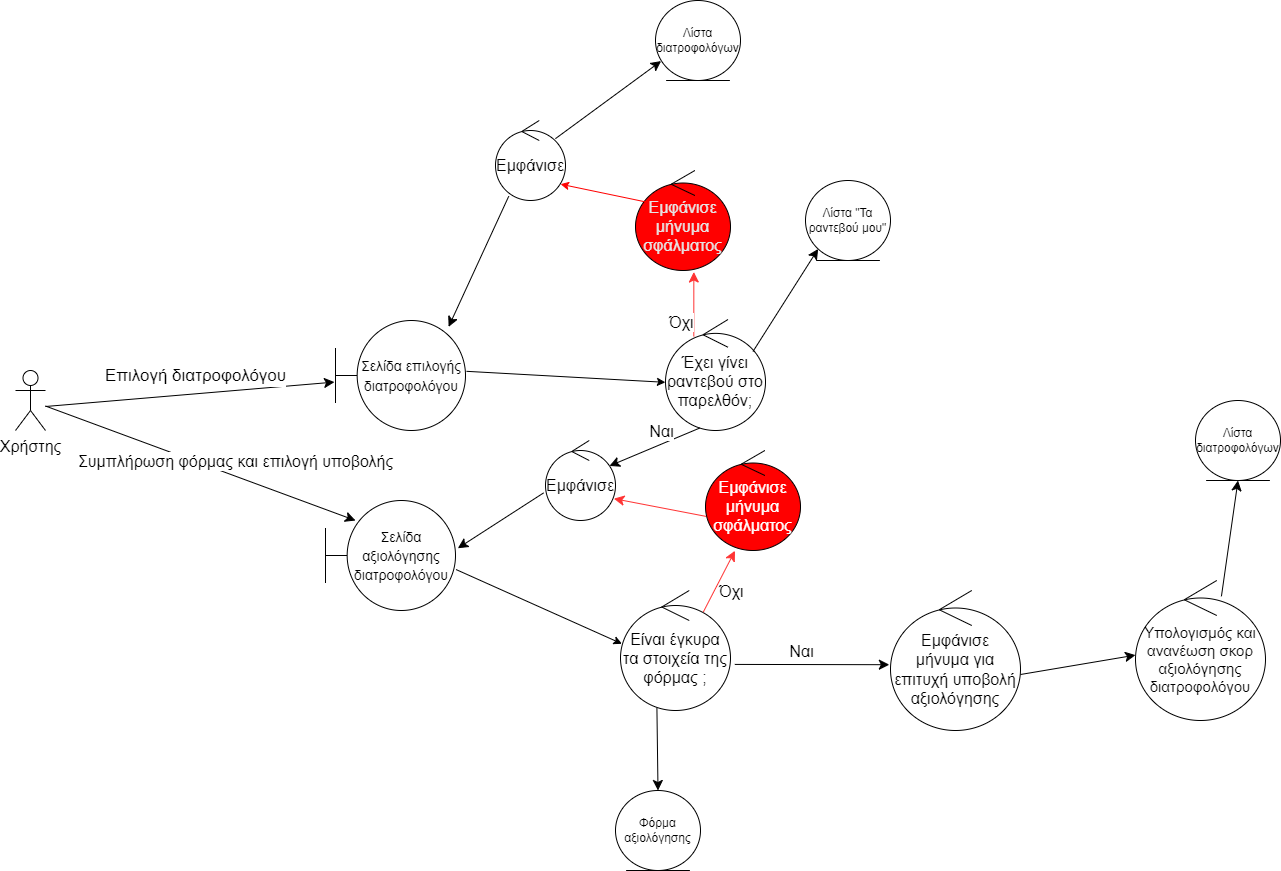 Λίστα
διατροφολόγων
Εμφάνισε
Εμφάνισε
μήνυμα
σφάλματος
Λίστα "Τα
ραντεβού μου"
Όχι
Σελίδα επιλογής
διατροφολόγου
Έχει γίνει
ραντεβού στο
παρελθόν;
Επιλογή διατροφολόγου
Χρήστης
Ναι
Λίστα
διατροφολόγων
Συμπλήρωση φόρμας και επιλογή υποβολής
Εμφάνισε
Εμφάνισε
μήνυμα
σφάλματος
Σελίδα
αξιολόγησης
διατροφολόγου
Όχι
Είναι έγκυρα
τα στοιχεία της
φόρμας ;
Ναι
Εμφάνισε
μήνυμα για
επιτυχή υποβολή
αξιολόγησης
Υπολογισμός και
ανανέωση σκορ
αξιολόγησης
διατροφολόγου
Φόρμα
αξιολόγησης